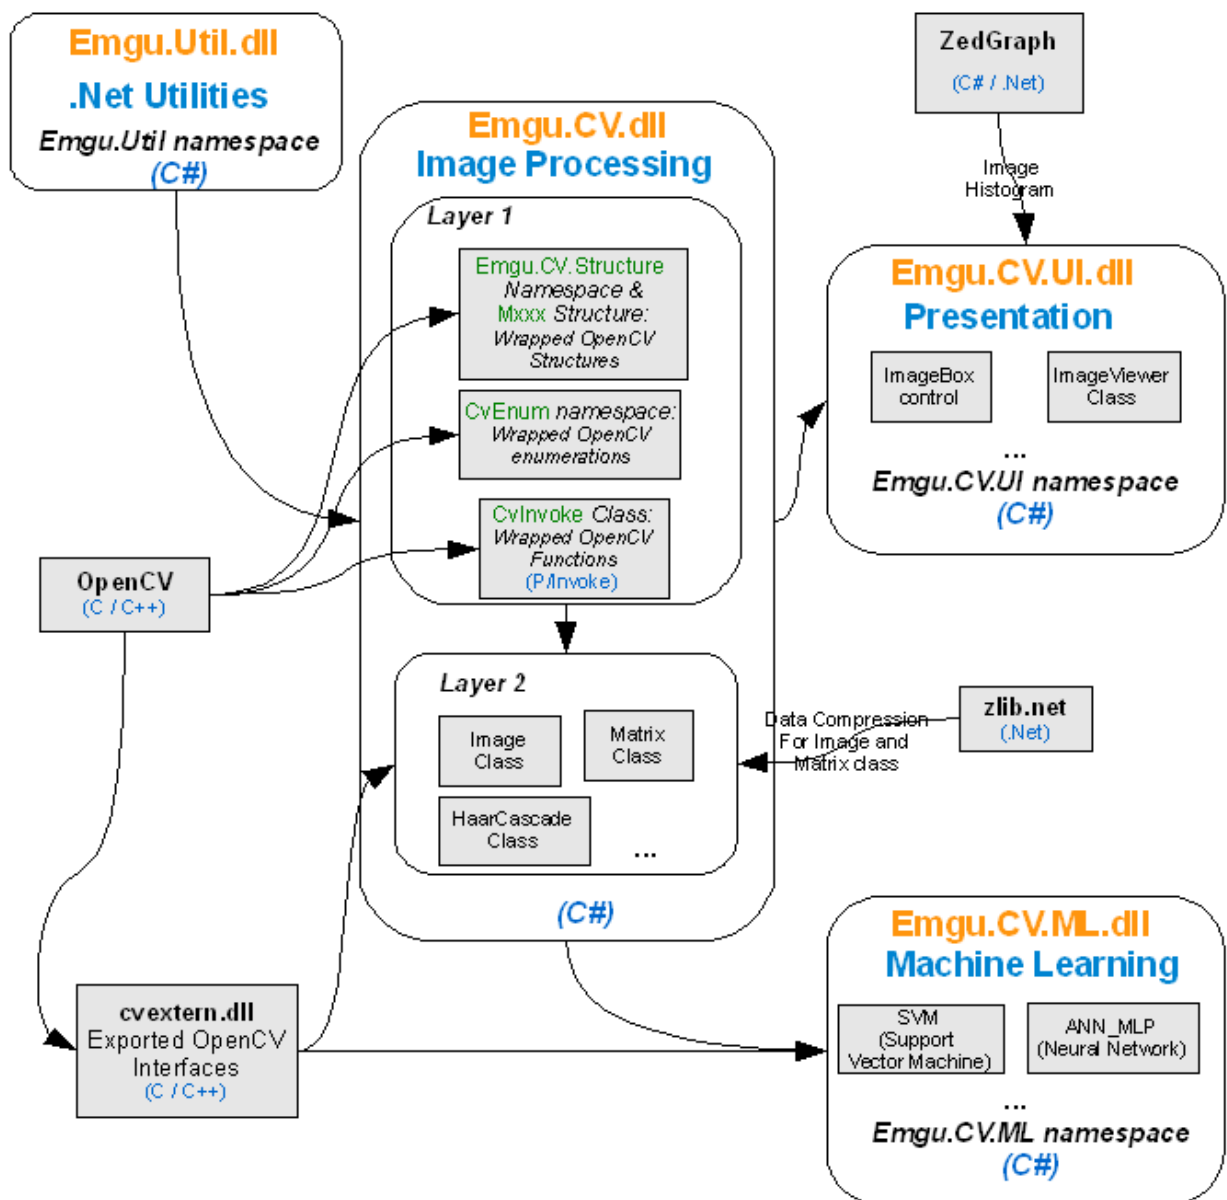 Emgu.Util.dll
.Net Utilities
Emgu.Util namespace
(C#)
ZedGraph
(C# / .Net)
Image
Histogram
Emgu.CV.dll
Image Processing
Layer 1
Emgu.CV.Structure
Namespace &
Mxxx Structure:
Wrapped OpenCV
Structures
CvEnum namespace:
Wrapped OpenCV
enumerations
CvInvoke Class:
Wrapped OpenCV
Functions
(P/Invoke)
Emgu.CV.UI.dll
Presentation
ImageBox
control
ImageViewer
Class
...
Emgu.CV.UI namespace
(C#)
OpenCV
(C / C++)
Layer 2
Image
Class
Matrix
Class
HaarCascade
Class
...
(C#)
Data Compression
For Image and
Matrix class
zlib.net
(.Net)
cvextern.dll
Exported OpenCV
Interfaces
(C / C++)
Emgu.CV.ML.dll
Machine Learning
SVM
(Support
Vector Machine)
ANN_MLP
(Neural Network)
...
Emgu.CV.ML namespace
(C#)